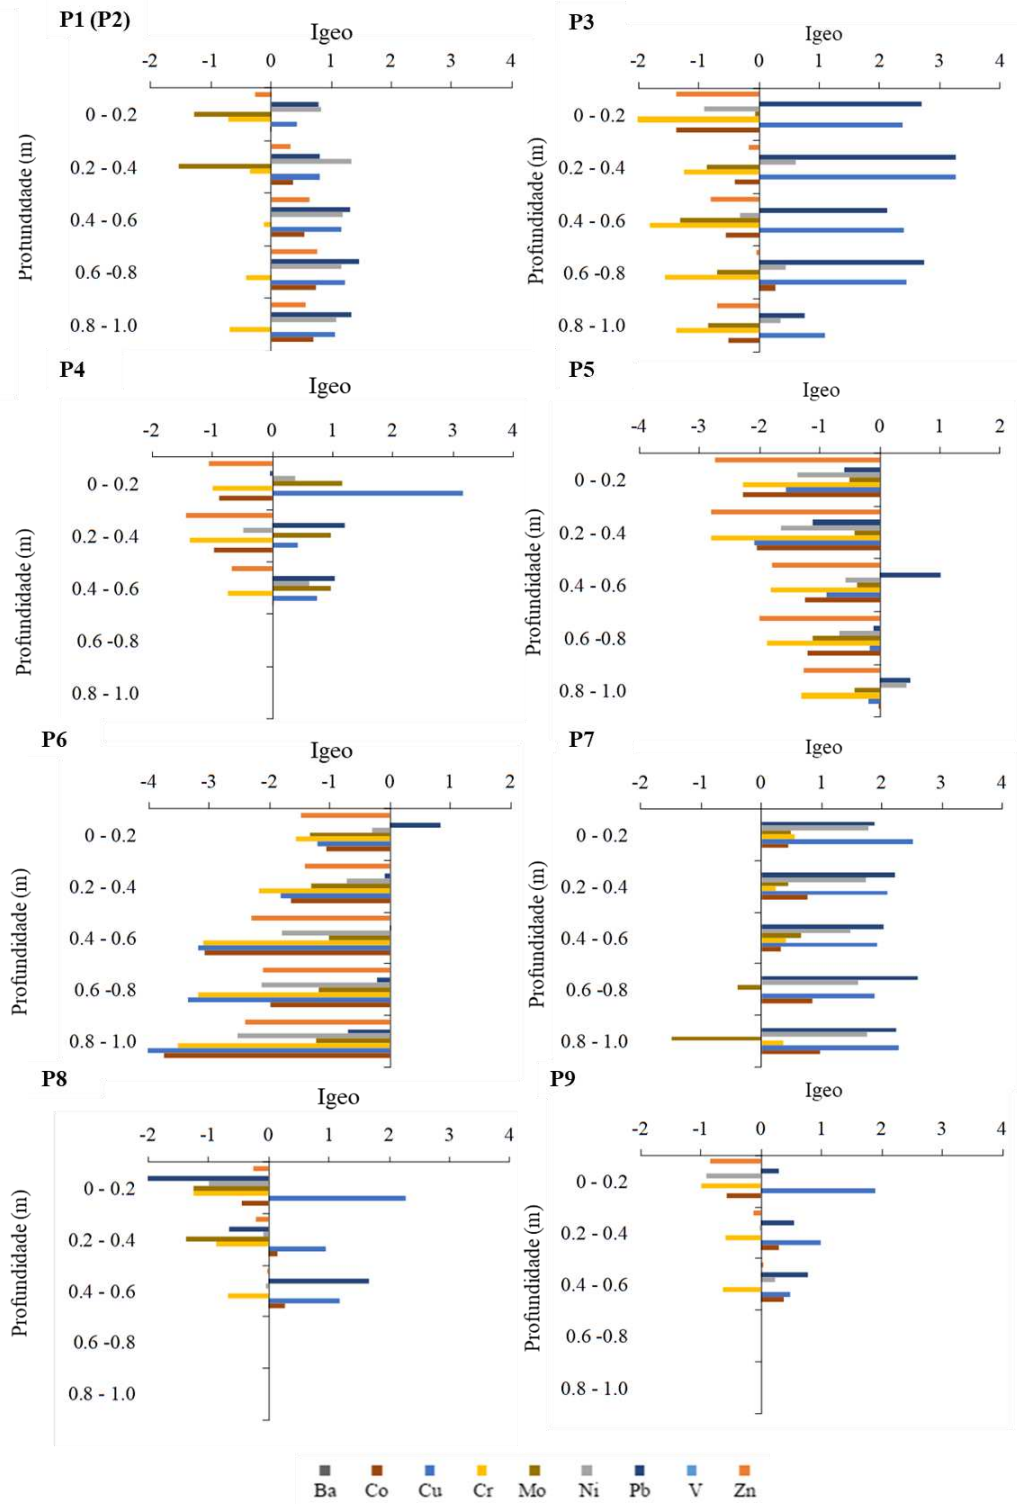 P1 (P2)
Igeo
-2 -1 0 1 2 3 4
Profundidade (m)
0 - 0.2
0.2 - 0.4
0.4 - 0.6
0.6 -0.8
0.8 - 1.0
P3
Igeo
-2 -1 0 1 2 3 4
Profundidade (m)
0 - 0.2
0.2 - 0.4
0.4 - 0.6
0.6 -0.8
0.8 - 1.0
P4
Igeo
-2 -1 0 1 2 3 4
Profundidade (m)
0 - 0.2
0.2 - 0.4
0.4 - 0.6
0.6 -0.8
0.8 - 1.0
P5
Igeo
-4 -3 -2 -1 0 1 2
Profundidade (m)
0 - 0.2
0.2 - 0.4
0.4 - 0.6
0.6 -0.8
0.8 - 1.0
P6
Igeo
-4 -3 -2 -1 0 1 2
Profundidade (m)
0 - 0.2
0.2 - 0.4
0.4 - 0.6
0.6 -0.8
0.8 - 1.0
P7
Igeo
-2 -1 0 1 2 3 4
Profundidade (m)
0 - 0.2
0.2 - 0.4
0.4 - 0.6
0.6 -0.8
0.8 - 1.0
P8
Igeo
-2 -1 0 1 2 3 4
Profundidade (m)
0 - 0.2
0.2 - 0.4
0.4 - 0.6
0.6 -0.8
0.8 - 1.0
P9
Igeo
-2 -1 0 1 2 3 4
Profundidade (m)
0 - 0.2
0.2 - 0.4
0.4 - 0.6
0.6 -0.8
0.8 - 1.0
Ba Co Cu Cr Mo Ni Pb V Zn